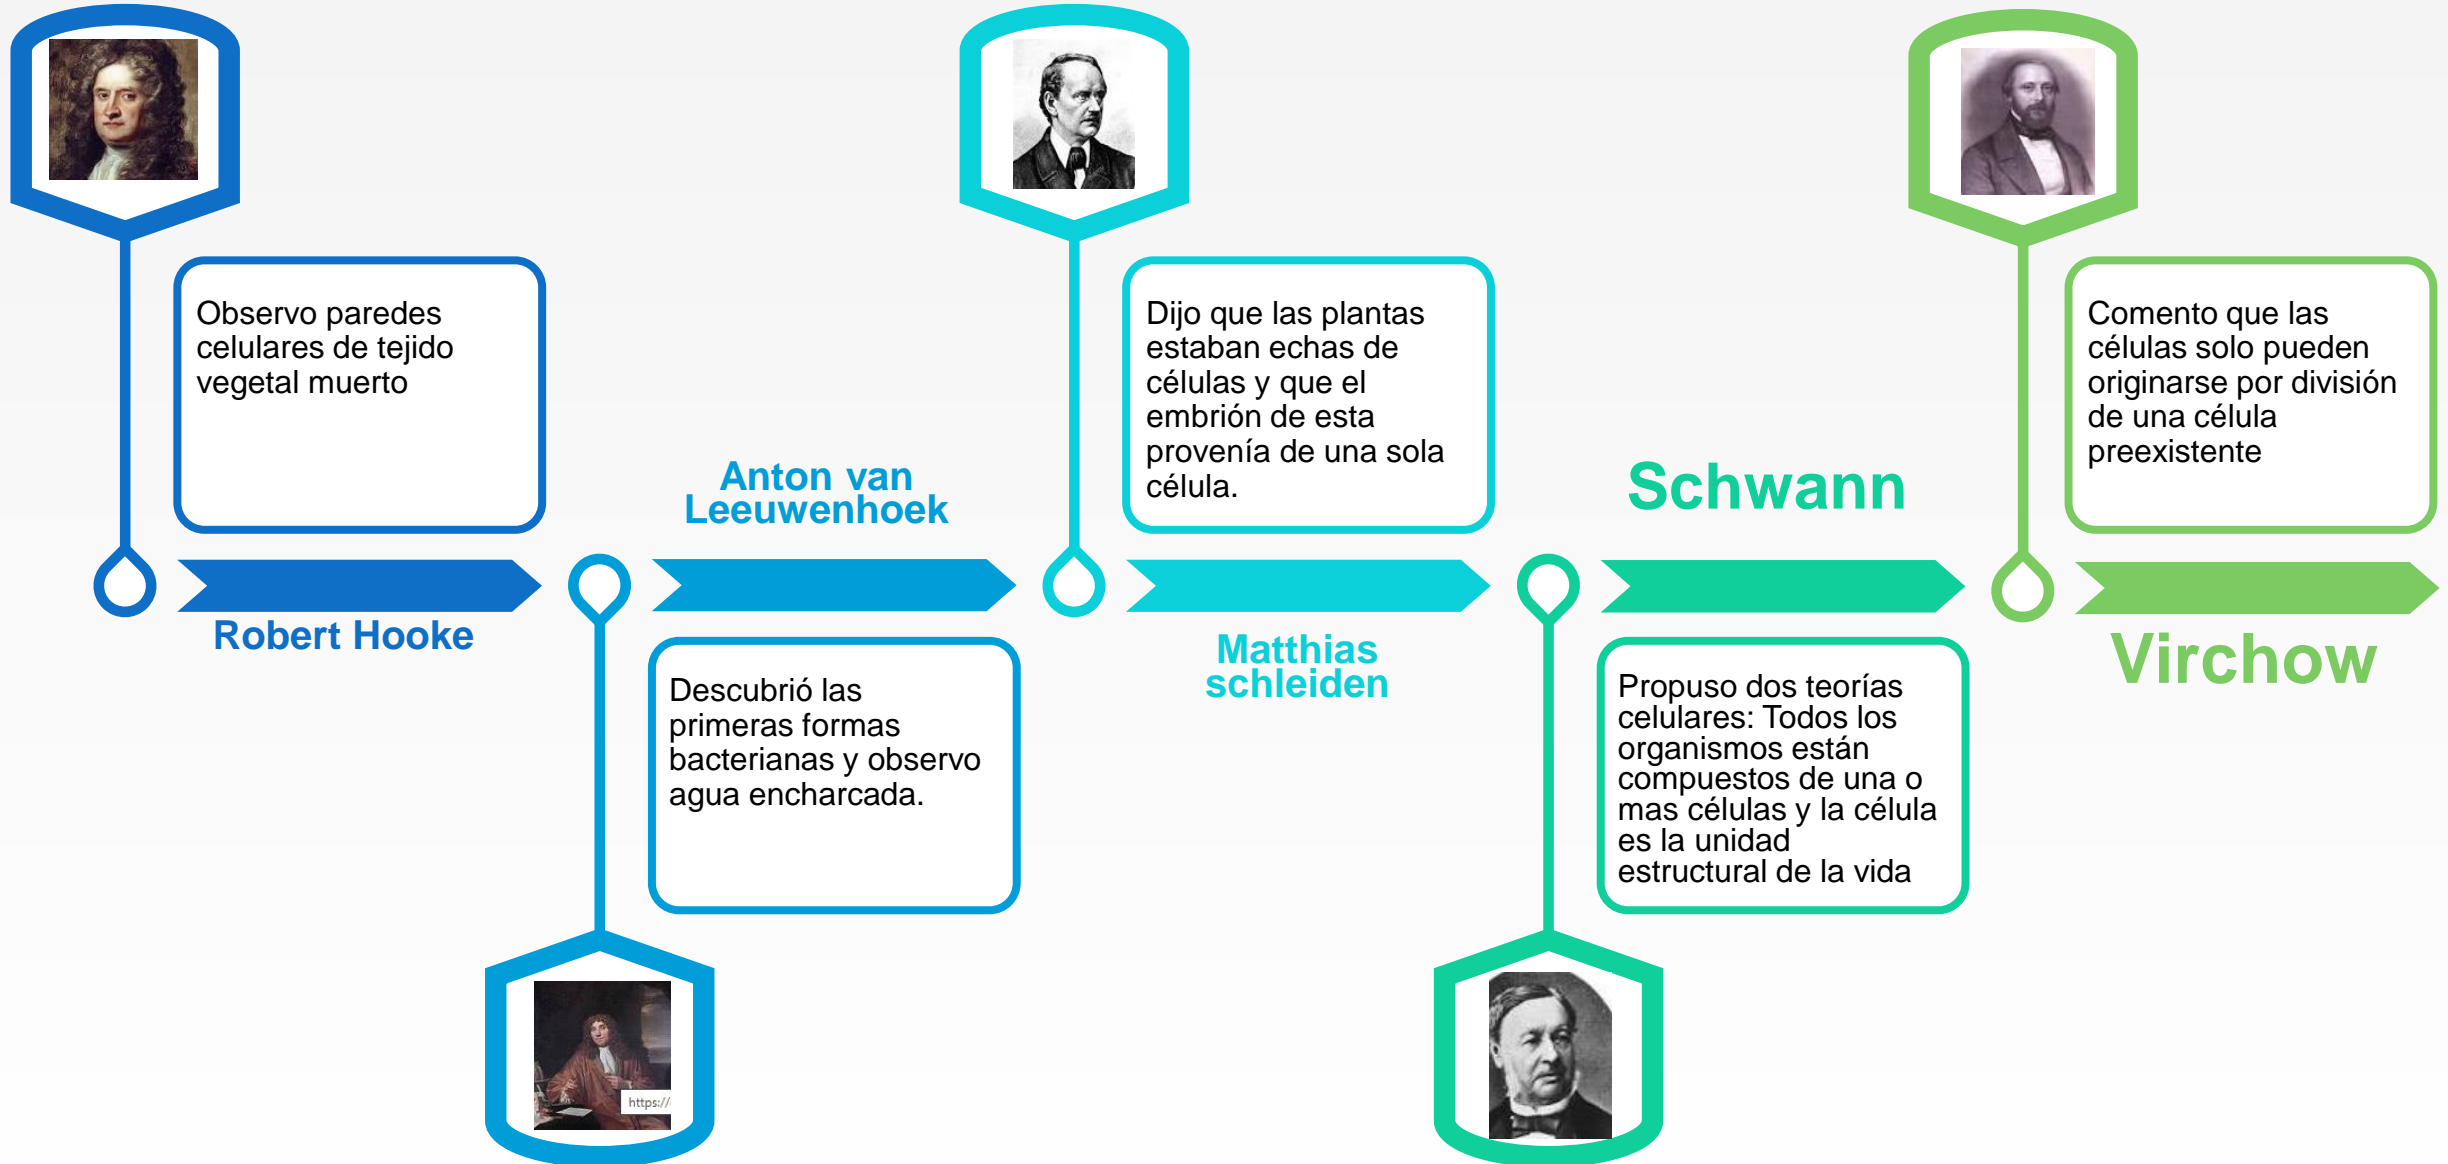 Observo paredes
celulares de tejido
vegetal muerto
Robert Hooke
Anton van
Leeuwenhoek
Descubrió las
primeras formas
bacterianas y observo
agua encharcada.
https://
Dijo que las plantas
estaban echas de
células y que el
embrión de esta
provenía de una sola
célula.
Matthias
schleiden
Schwann
Propuso dos teorías
celulares: Todos los
organismos están
compuestos de una o
mas células y la célula
es la unidad
estructural de la vida
Comento que las
células solo pueden
originarse por división
de una célula
preexistente
Virchow